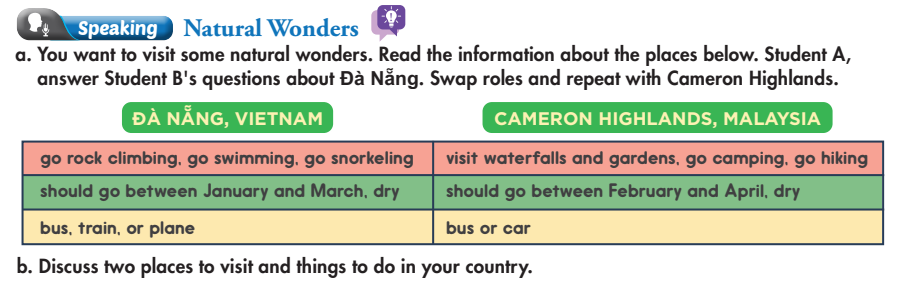 Speaking Natural Wonders
a. You want to visit some natural wonders. Read the information about the places below. Student A,
answer Student B's questions about Đà Nẵng. Swap roles and repeat with Cameron Highlands.
ĐÀ NẴNG, VIETNAM
CAMERON HIGHLANDS, MALAYSIA
go rock climbing, go swimming, go snorkeling
visit waterfalls and gardens, go camping, go hiking
should go between January and March, dry
should go between February and April, dry
bus, train, or plane
bus or car
b. Discuss two places to visit and things to do in your country.